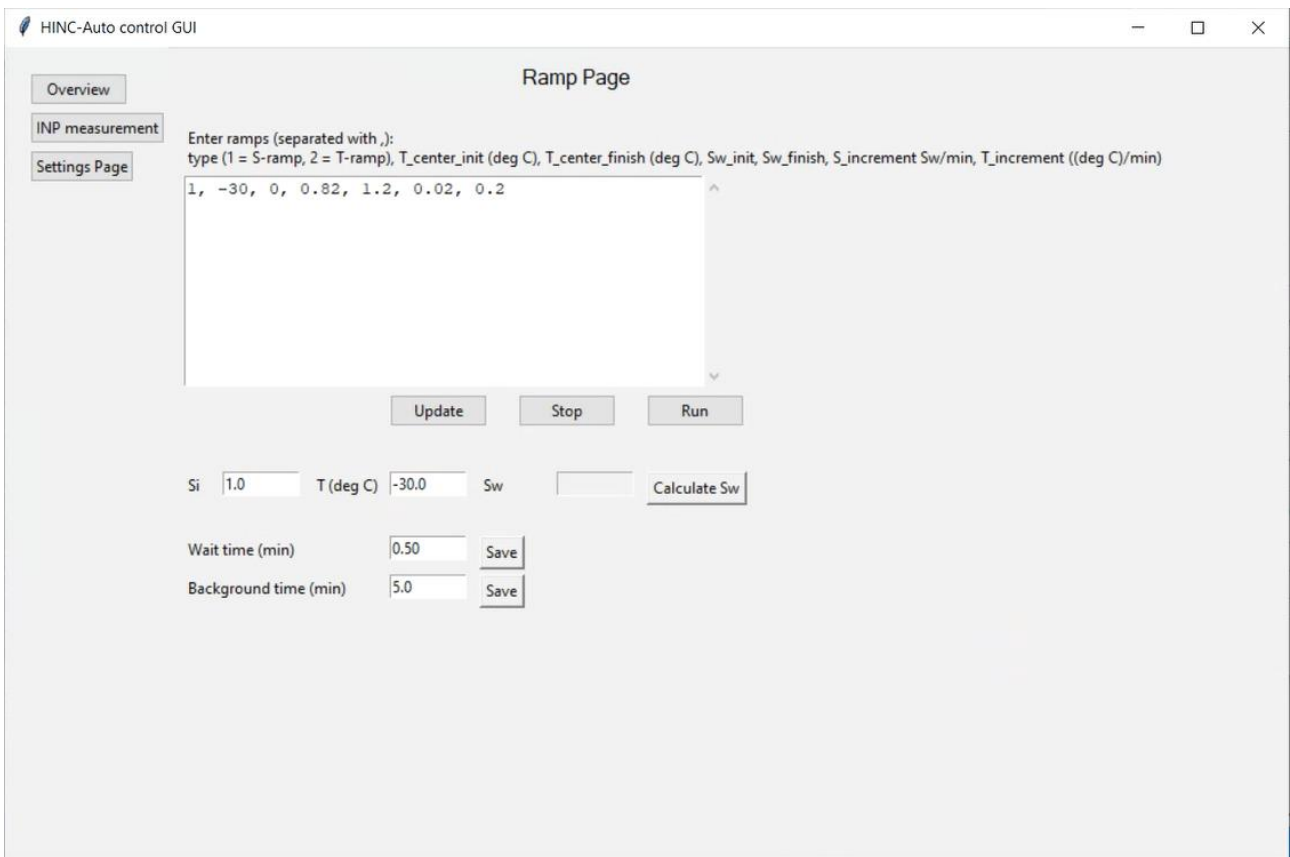 HINC-Auto control GUI
Ramp Page
Overview
INP measurement
Settings Page
Enter ramps (separated with ,):
type (1 = S-ramp, 2 = T-ramp), T_center_init (deg C), T_center_finish (deg C), Sw_init, Sw_finish, S_increment Sw/min, T_increment ((deg C)/min)
1, -30, 0, 0.82, 1.2, 0.02, 0.2
Update Stop Run
Si 1.0 T (deg C) -30.0 Sw Calculate Sw
Wait time (min) 0.50 Save
Background time (min) 5.0 Save